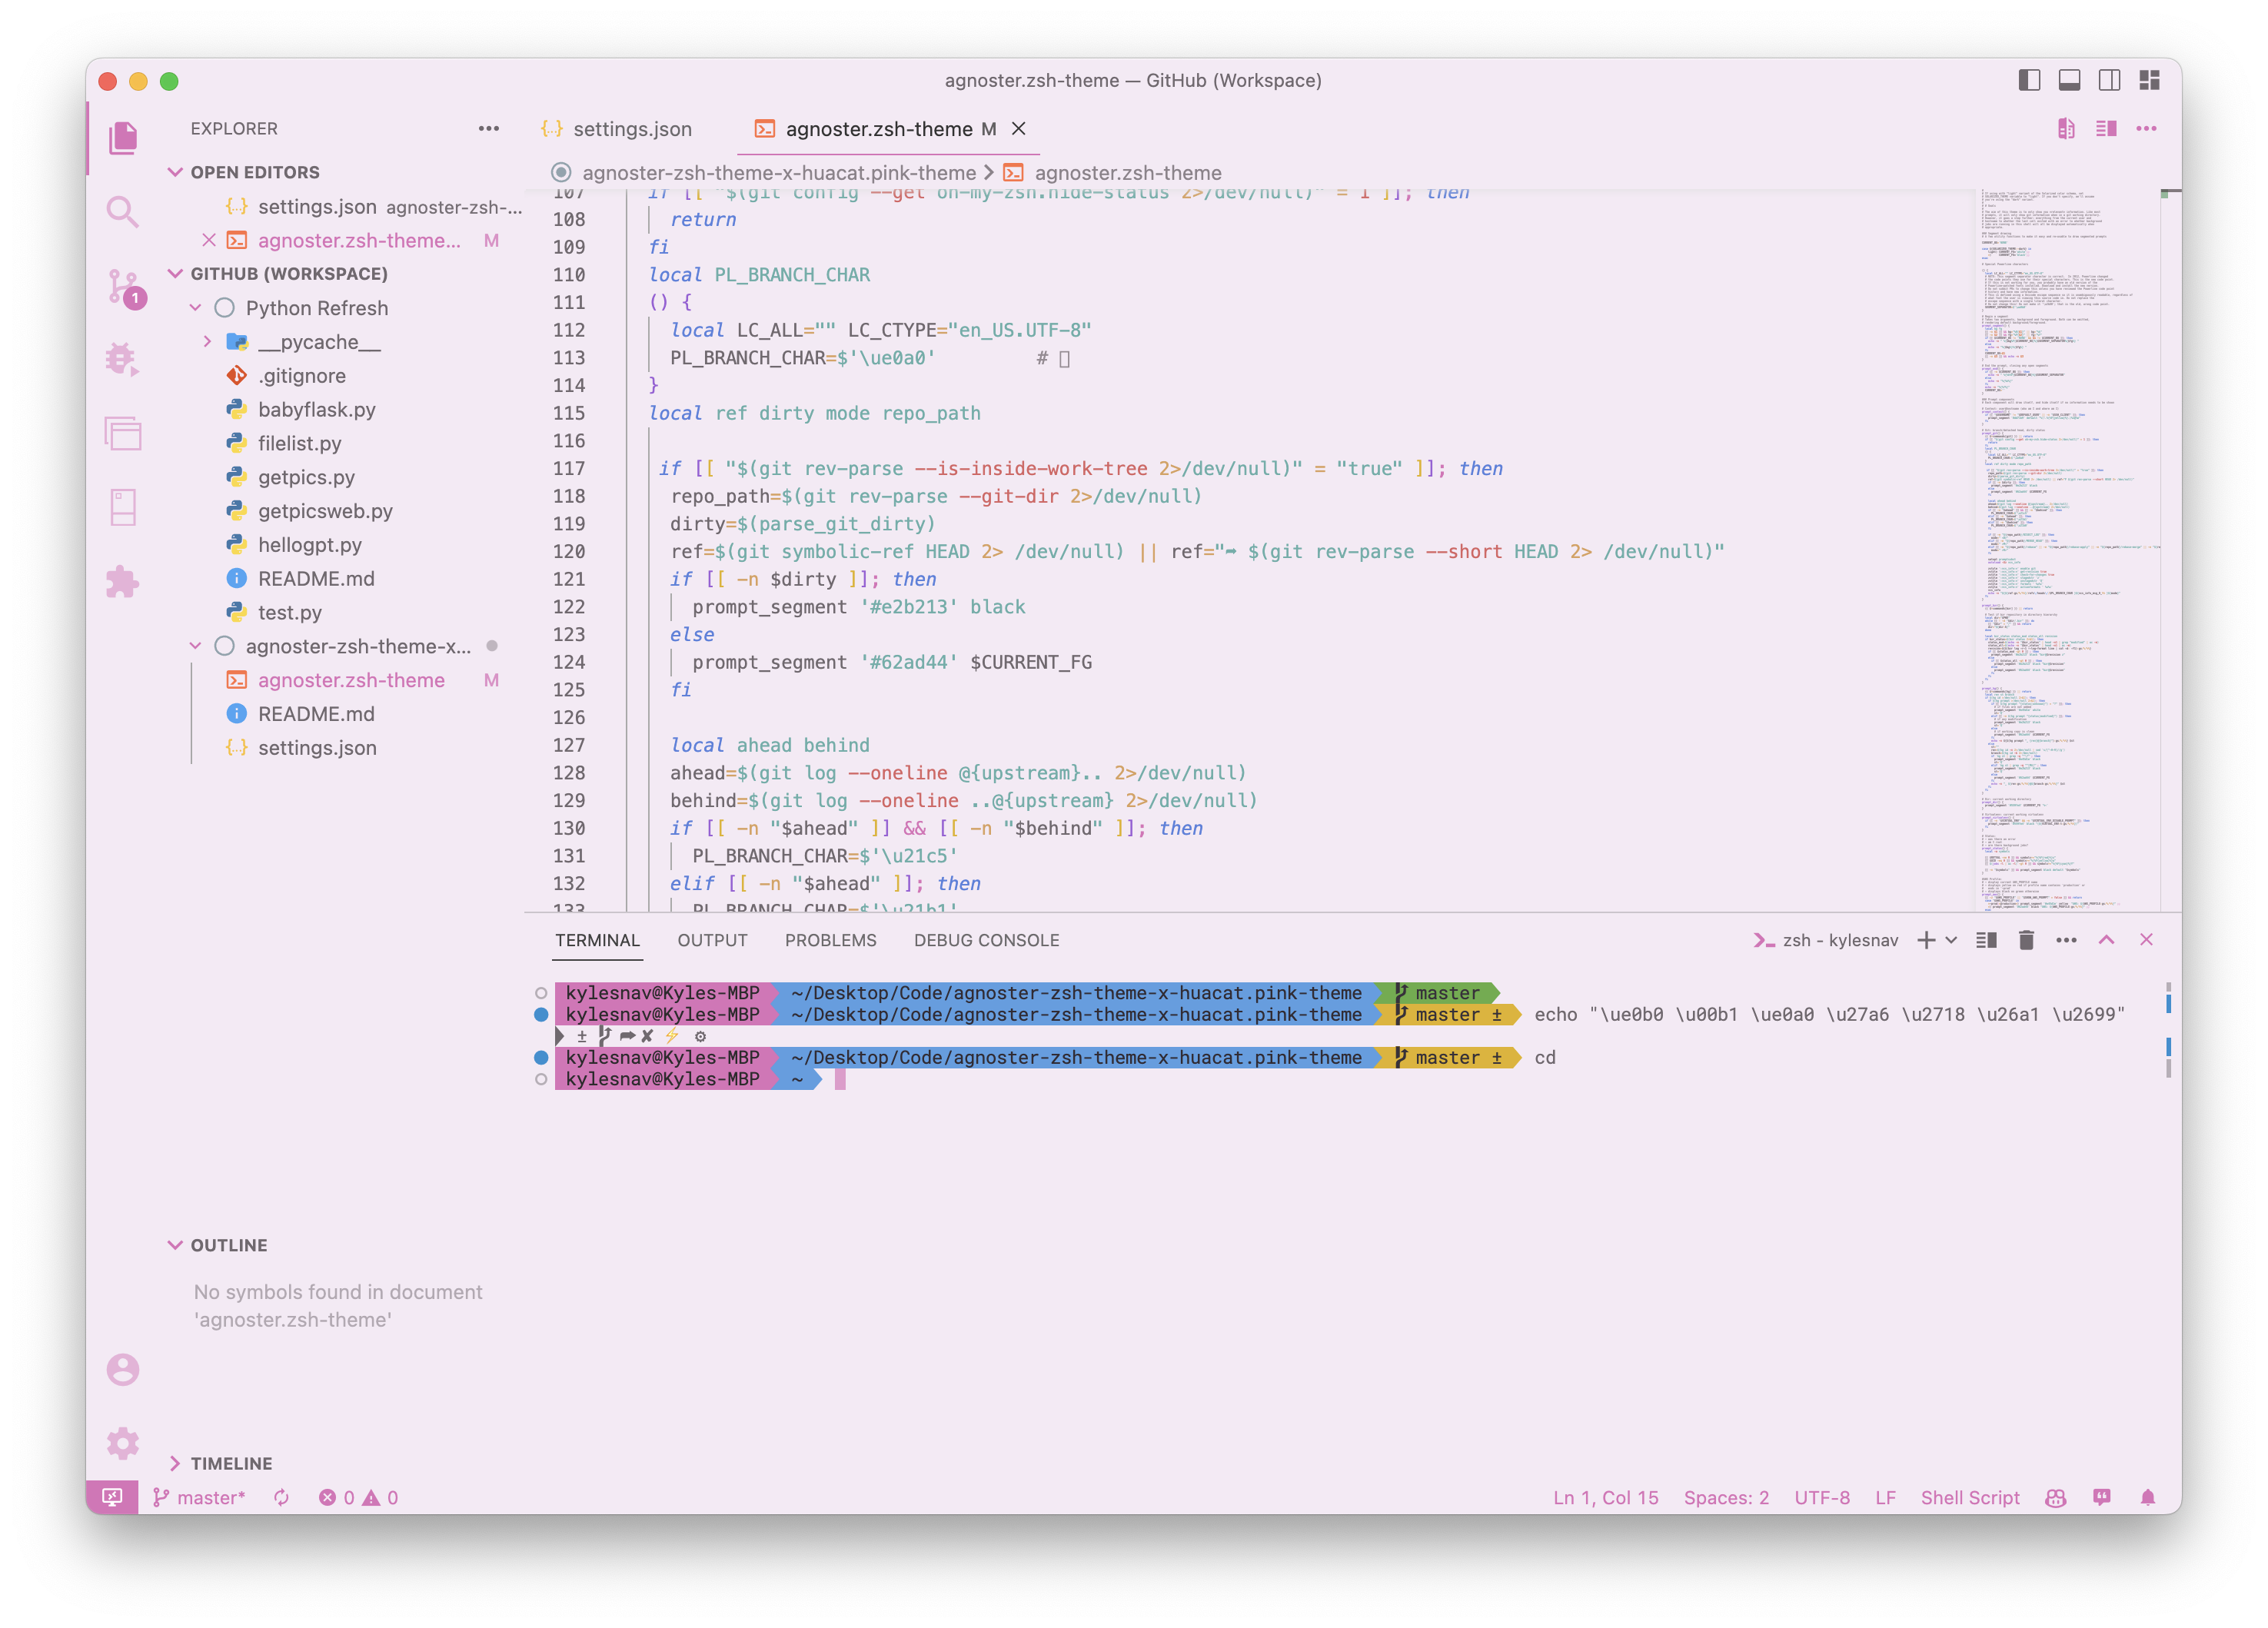 agnoster.zsh-theme — GitHub (Workspace)
EXPLORER
OPEN EDITORS
settings.json agnoster-zsh-...
agnoster.zsh-theme... M
GITHUB (WORKSPACE)
Python Refresh
__pycache__
.gitignore
babyflask.py
filelist.py
getpics.py
getpicsweb.py
hellogpt.py
README.md
test.py
agnoster-zsh-theme-x...
agnoster.zsh-theme M
README.md
settings.json
OUTLINE
No symbols found in document
'agnoster.zsh-theme'
TIMELINE
1
settings.json agnoster.zsh-theme M
agnoster-zsh-theme-x-huacat.pink-theme > agnoster.zsh-theme
107 if [[ "$(git config --get oh-my-zsh.hide-status 2>/dev/null)" = 1 ]]; then
108 return
109 fi
110 local PL_BRANCH_CHAR
111 () {
112 local LC_ALL="" LC_CTYPE="en_US.UTF-8"
113 PL_BRANCH_CHAR=$'\ue0a0' # 
114 }
115 local ref dirty mode repo_path
116
117 if [[ "$(git rev-parse --is-inside-work-tree 2>/dev/null)" = "true" ]]; then
118 repo_path=$(git rev-parse --git-dir 2>/dev/null)
119 dirty=$(parse_git_dirty)
120 ref=$(git symbolic-ref HEAD 2> /dev/null) || ref="➦ $(git rev-parse --short HEAD 2> /dev/null)"
121 if [[ -n $dirty ]]; then
122 prompt_segment '#e2b213' black
123 else
124 prompt_segment '#62ad44' $CURRENT_FG
125 fi
126
127 local ahead behind
128 ahead=$(git log --oneline @{upstream}.. 2>/dev/null)
129 behind=$(git log --oneline ..@{upstream} 2>/dev/null)
130 if [[ -n "$ahead" ]] && [[ -n "$behind" ]]; then
131 PL_BRANCH_CHAR=$'\u21c5'
132 elif [[ -n "$ahead" ]]; then
133 PL_BRANCH_CHAR=$'\u21b1'
TERMINAL OUTPUT PROBLEMS DEBUG CONSOLE zsh - kylesnav
kylesnav@Kyles-MBP ~/Desktop/Code/agnoster-zsh-theme-x-huacat.pink-theme master
kylesnav@Kyles-MBP ~/Desktop/Code/agnoster-zsh-theme-x-huacat.pink-theme master ± echo "\ue0b0 \u00b1 \ue0a0 \u27a6 \u2718 \u26a1 \u2699"
± ➦ ✘ ⚡ ⚙
kylesnav@Kyles-MBP ~/Desktop/Code/agnoster-zsh-theme-x-huacat.pink-theme master ± cd
kylesnav@Kyles-MBP ~
master* 0 0 Ln 1, Col 15 Spaces: 2 UTF-8 LF Shell Script